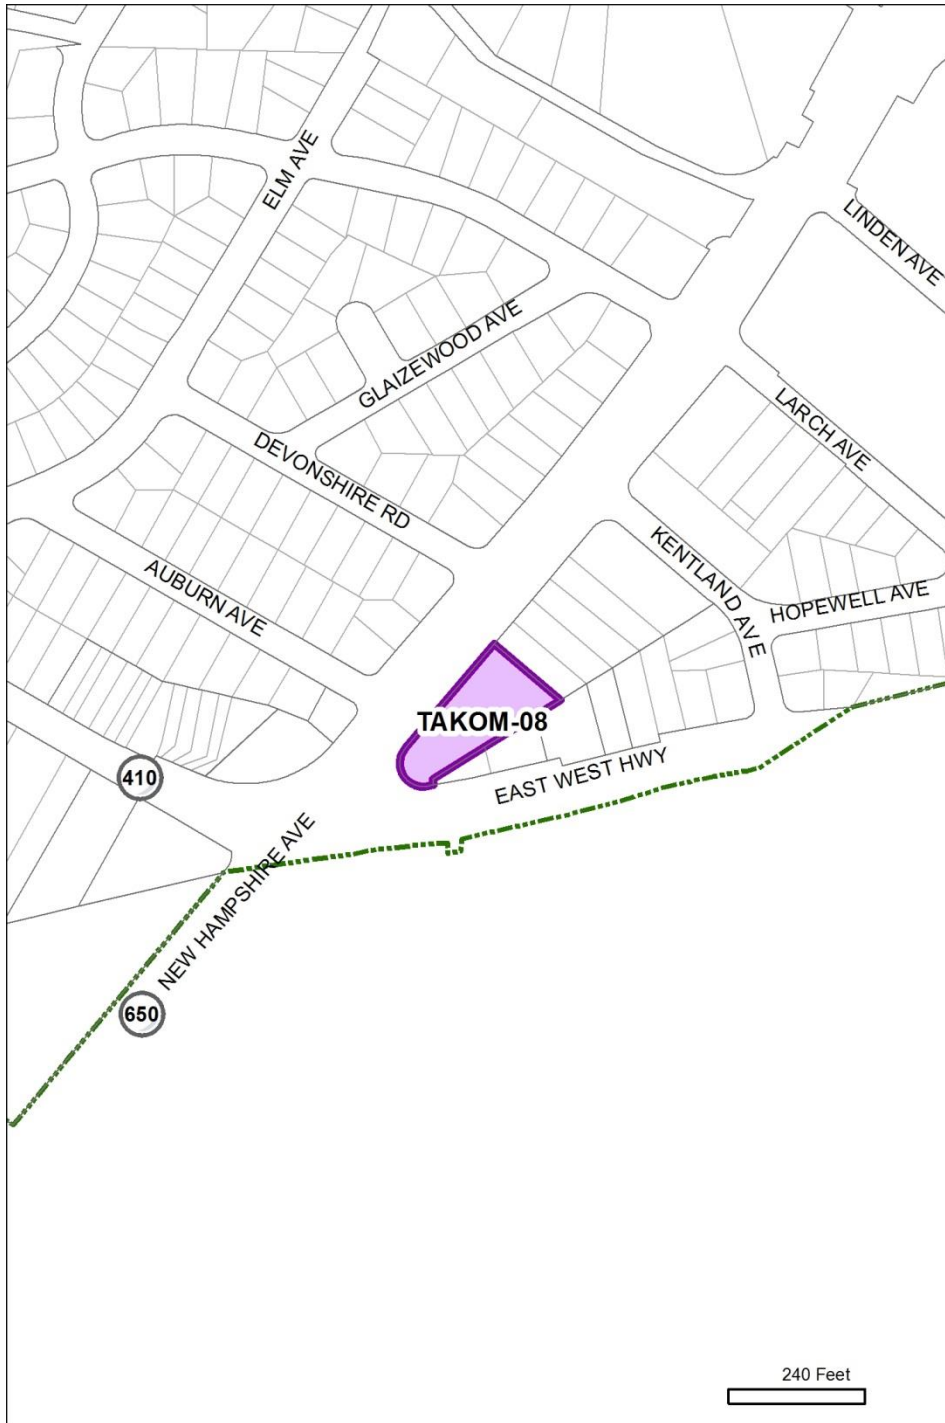 ELM AVE
LINDEN AVE
GLAIZEWOOD AVE
LARCH AVE
DEVONSHIRE RD
KENTLAND AVE
AUBURN AVE
HOPEWELL AVE
TAKOM-08
410
EAST WEST HWY
NEW HAMPSHIRE AVE
650
240 Feet